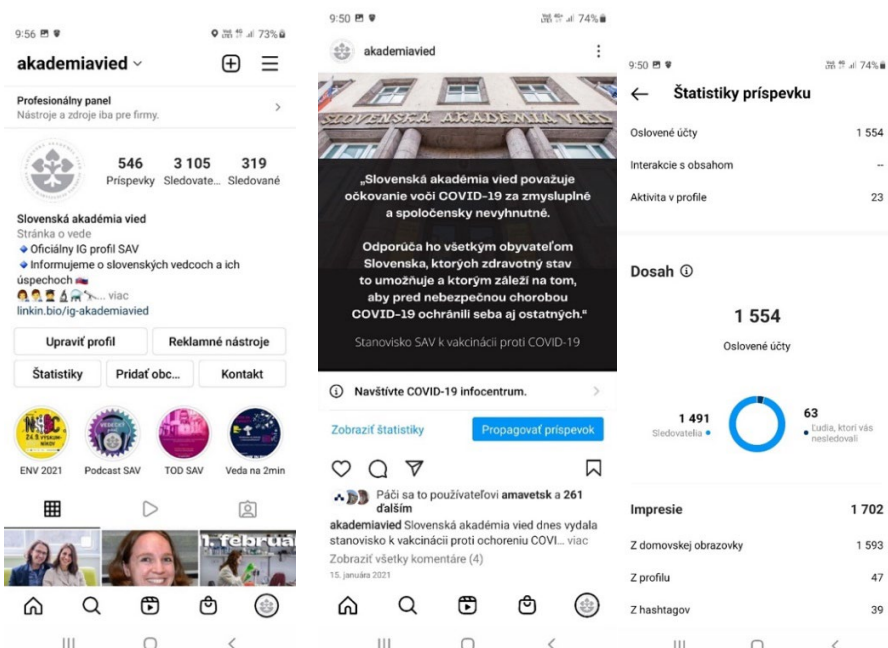 9:56
73%
akademiavied
Profesionálny panel
Nástroje a zdroje iba pre firmy.
546 3 105 319
Príspevky Sledovate... Sledované
Slovenská akadémia vied
Stránka o vede
Oficiálny IG profil SAV
Informujeme o slovenských vedcoch a ich
úspechoch
... viac
linkin.bio/ig-akademiavied
Upraviť profil Reklamné nástroje
Štatistiky Pridať obc... Kontakt
ENV 2021 Podcast SAV TOD SAV Veda na 2min
1. februá
9:50
74%
akademiavied
SLOVENSKÁ AKADÉMIA VIED
„Slovenská akadémia vied považuje
očkovanie voči COVID-19 za zmysluplné
a spoločensky nevyhnutné.
Odporúča ho všetkým obyvateľom
Slovenska, ktorých zdravotný stav
to umožňuje a ktorým záleží na tom,
aby pred nebezpečnou chorobou
COVID-19 ochránili seba aj ostatných."
Stanovisko SAV k vakcinácii proti COVID-19
Navštívte COVID-19 infocentrum.
Zobraziť štatistiky Propagovať príspevok
Páči sa to používateľovi amavetsk a 261
ďalším
akademiavied Slovenská akadémia vied dnes vydala
stanovisko k vakcinácii proti ochoreniu COVI... viac
Zobraziť všetky komentáre (4)
15. januára 2021
9:50
74%
Štatistiky príspevku
Oslovené účty 1 554
Interakcie s obsahom --
Aktivita v profile 23
Dosah
1 554
Oslovené účty
1 491
Sledovatelia
63
Ľudia, ktorí vás
nesledovali
Impresie 1 702
Z domovskej obrazovky 1 593
Z profilu 47
Z hashtagov 39